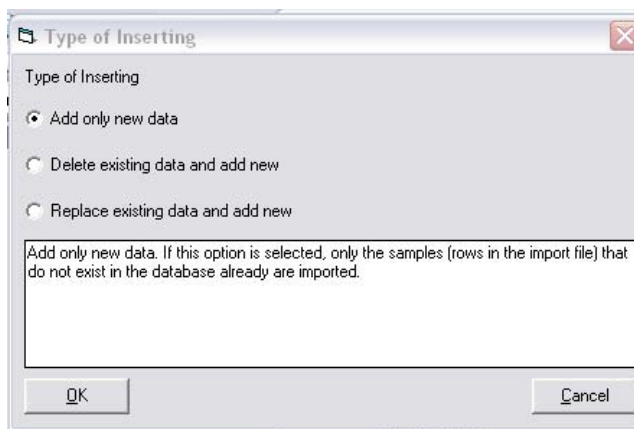 Type of Inserting
Type of Inserting
Add only new data
Delete existing data and add new
Replace existing data and add new
Add only new data. If this option is selected, only the samples (rows in the import file) that
do not exist in the database already are imported.
OK
Cancel